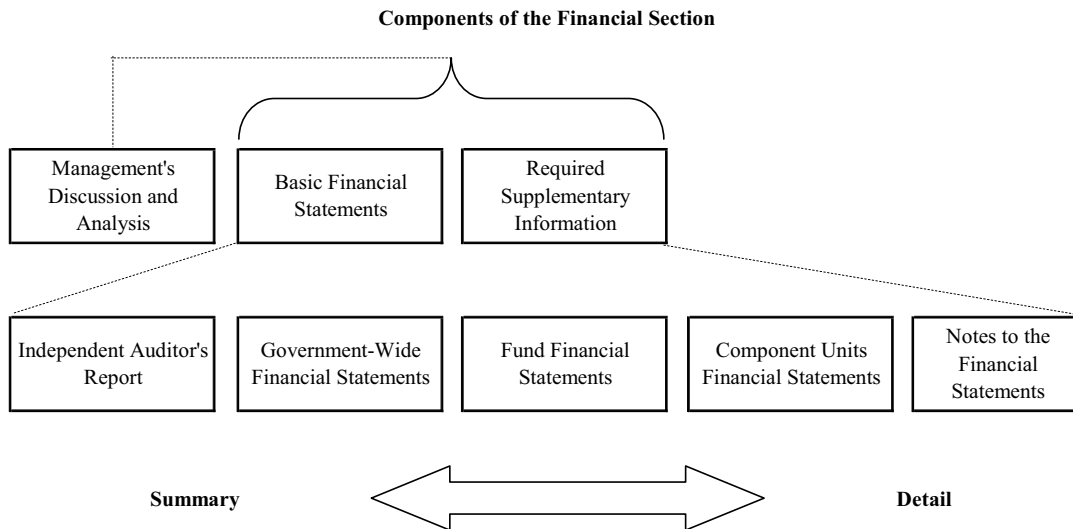 Components of the Financial Section
Management's
Discussion and
Analysis
Basic Financial
Statements
Required
Supplementary
Information
Independent Auditor's
Report
Government-Wide
Financial Statements
Fund Financial
Statements
Component Units
Financial Statements
Notes to the
Financial
Statements
Summary
Detail